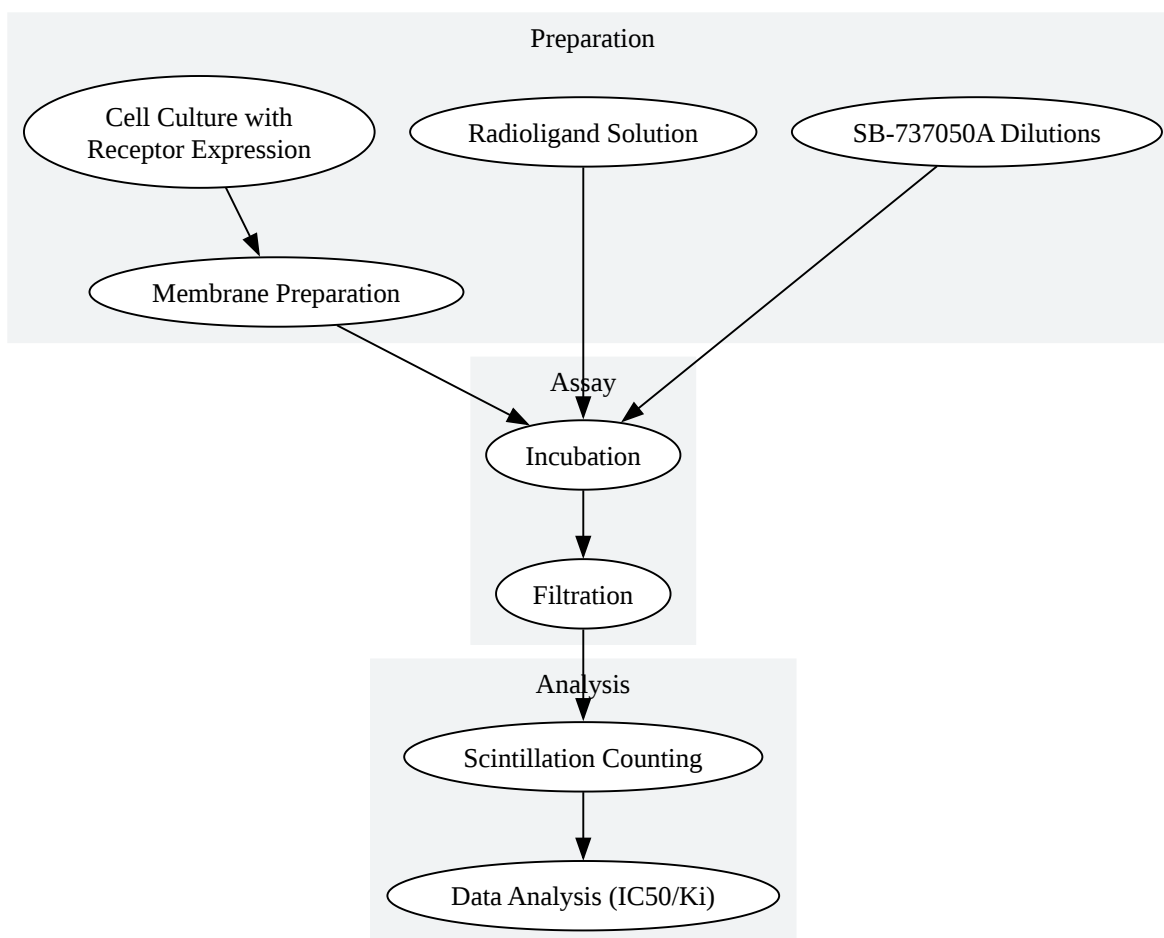 Preparation
Cell Culture with
Receptor Expression
Radioligand Solution
SB-737050A Dilutions
Membrane Preparation
Assay
Incubation
Filtration
Analysis
Scintillation Counting
Data Analysis (IC50/Ki)